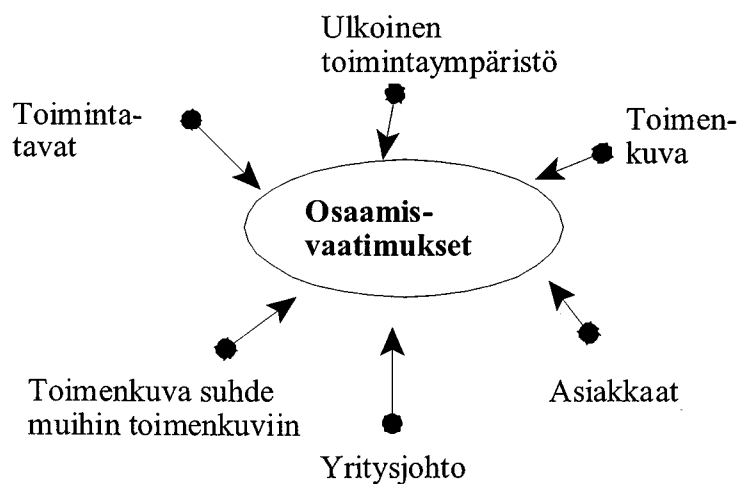 Ulkoinen
toimintaympäristö
Toiminta-
tavat
Toimen-
kuva
Osaamis-
vaatimukset
Toimenkuva suhde
muihin toimenkuviin
Asiakkaat
Yritysjohto